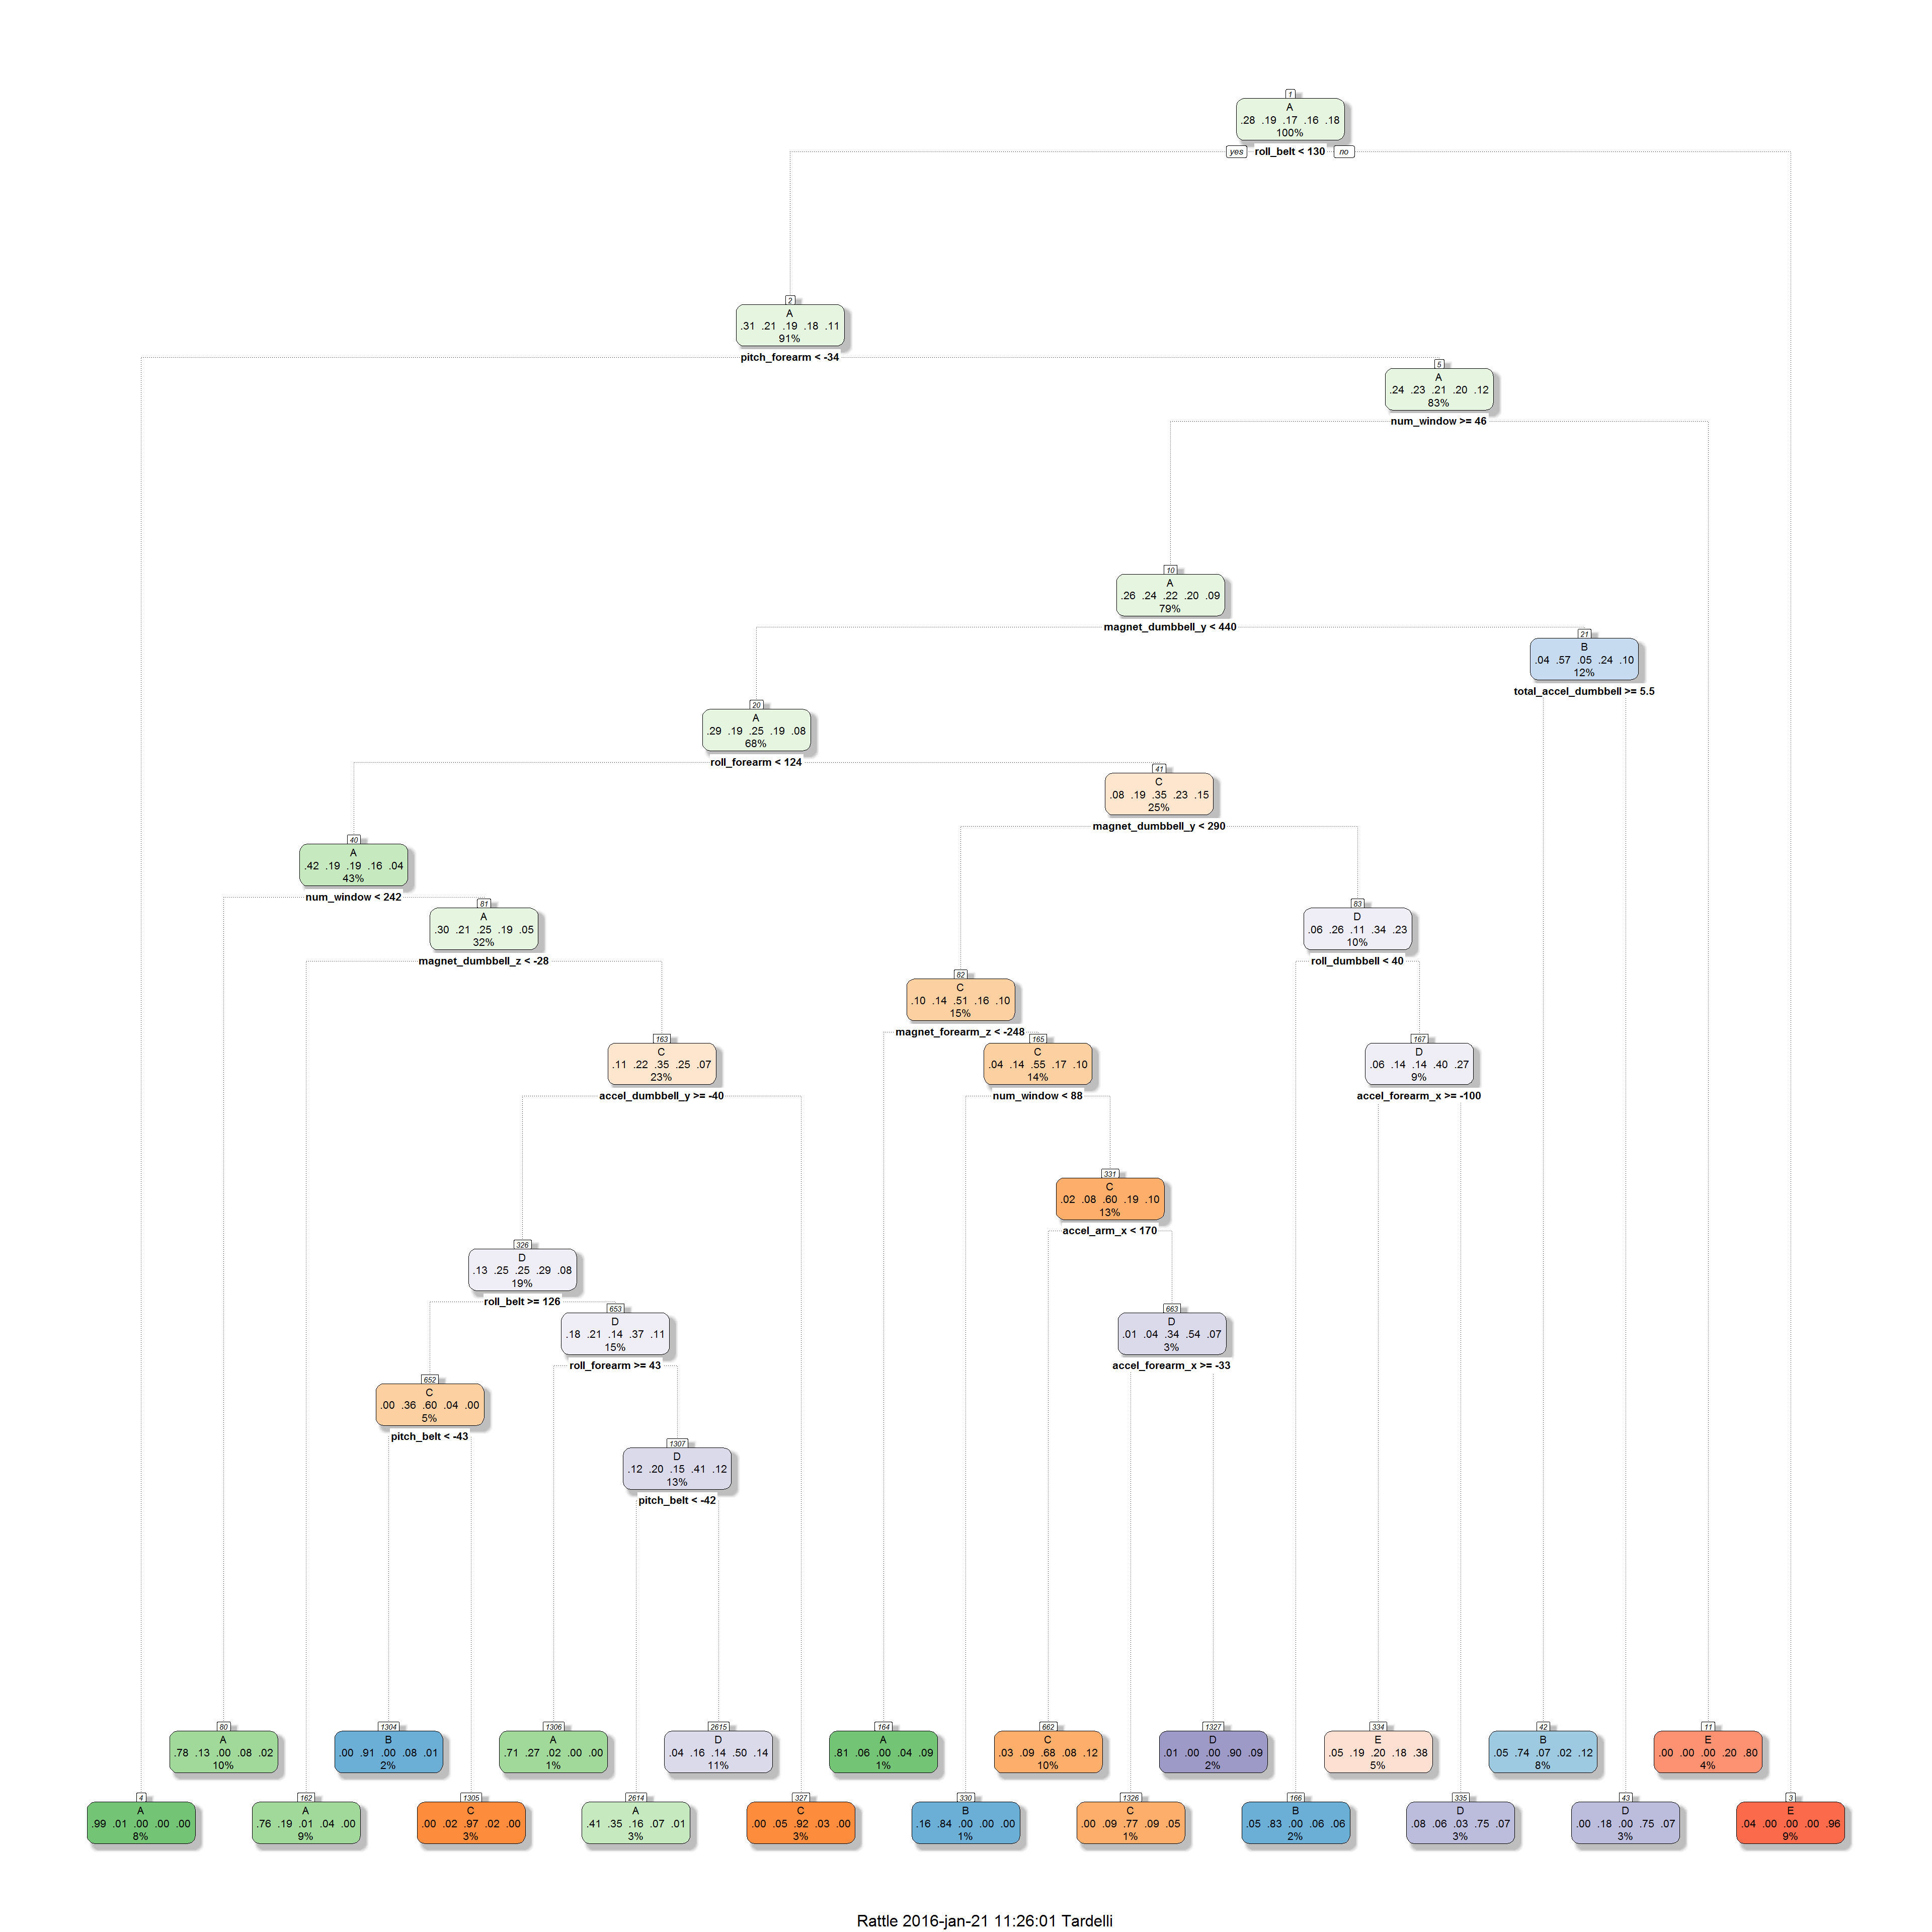 1
A
.28 .19 .17 .16 .18
100%
yes roll_belt < 130 no
2
A
.31 .21 .19 .18 .11
91%
pitch_forearm < -34
5
A
.24 .23 .21 .20 .12
83%
num_window >= 46
10
A
.26 .24 .22 .20 .09
79%
magnet_dumbbell_y < 440
21
B
.04 .57 .05 .24 .10
12%
total_accel_dumbbell >= 5.5
20
A
.29 .19 .25 .19 .08
68%
roll_forearm < 124
41
C
.08 .19 .35 .23 .15
25%
magnet_dumbbell_y < 290
40
A
.42 .19 .19 .16 .04
43%
num_window < 242
81
A
.30 .21 .25 .19 .05
32%
magnet_dumbbell_z < -28
83
D
.06 .26 .11 .34 .23
10%
roll_dumbbell < 40
82
C
.10 .14 .51 .16 .10
15%
magnet_forearm_z < -248
163
C
.11 .22 .35 .25 .07
23%
accel_dumbbell_y >= -40
165
C
.04 .14 .55 .17 .10
14%
num_window < 88
167
D
.06 .14 .14 .40 .27
9%
accel_forearm_x >= -100
331
C
.02 .08 .60 .19 .10
13%
accel_arm_x < 170
326
D
.13 .25 .25 .29 .08
19%
roll_belt >= 126
653
D
.18 .21 .14 .37 .11
15%
roll_forearm >= 43
663
D
.01 .04 .34 .54 .07
3%
accel_forearm_x >= -33
652
C
.00 .36 .60 .04 .00
5%
pitch_belt < -43
1307
D
.12 .20 .15 .41 .12
13%
pitch_belt < -42
80
A
.78 .13 .00 .08 .02
10%
1304
B
.00 .91 .00 .08 .01
2%
1306
A
.71 .27 .02 .00 .00
1%
2615
D
.04 .16 .14 .50 .14
11%
164
A
.81 .06 .00 .04 .09
1%
662
C
.03 .09 .68 .08 .12
10%
1327
D
.01 .00 .00 .90 .09
2%
334
E
.05 .19 .20 .18 .38
5%
42
B
.05 .74 .07 .02 .12
8%
11
E
.00 .00 .00 .20 .80
4%
4
A
.99 .01 .00 .00 .00
8%
162
A
.76 .19 .01 .04 .00
9%
1305
C
.00 .02 .97 .02 .00
3%
2614
A
.41 .35 .16 .07 .01
3%
327
C
.00 .05 .92 .03 .00
3%
330
B
.16 .84 .00 .00 .00
1%
1326
C
.00 .09 .77 .09 .05
1%
166
B
.05 .83 .00 .06 .06
2%
335
D
.08 .06 .03 .75 .07
3%
43
D
.00 .18 .00 .75 .07
3%
3
E
.04 .00 .00 .00 .96
9%
Rattle 2016-jan-21 11:26:01 Tardelli